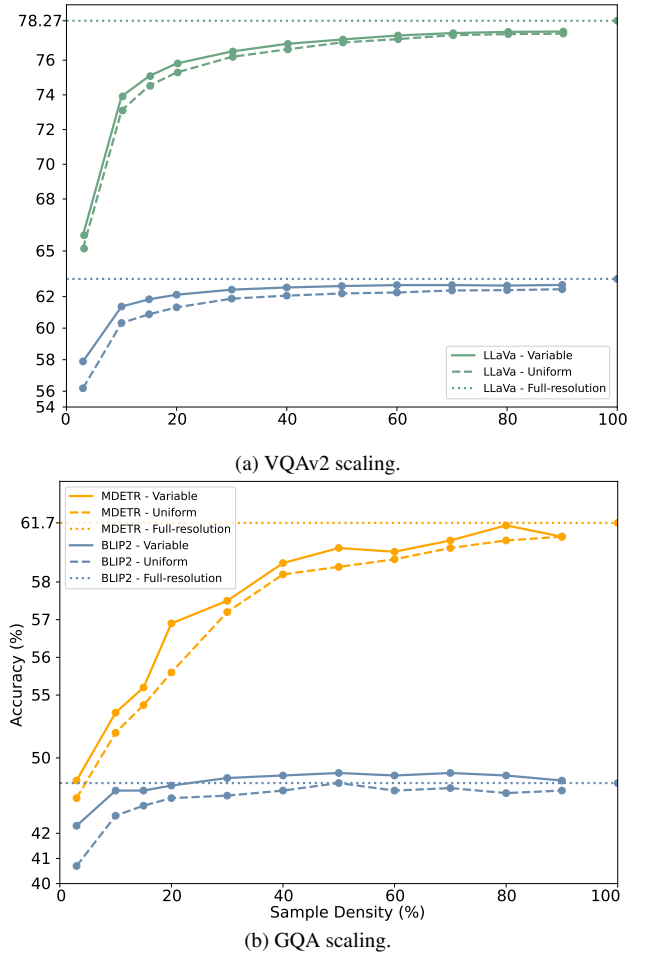 78.27
76
74
72
70
68
65
62
60
58
56
54
0 20 40 60 80 100
LLaVa - Variable
LLaVa - Uniform
LLaVa - Full-resolution
(a) VQAv2 scaling.
MDETR - Variable
MDETR - Uniform
MDETR - Full-resolution
BLIP2 - Variable
BLIP2 - Uniform
BLIP2 - Full-resolution
61.7
58
57
56
55
50
42
41
40
Accuracy (%)
0 20 40 60 80 100
Sample Density (%)
(b) GQA scaling.